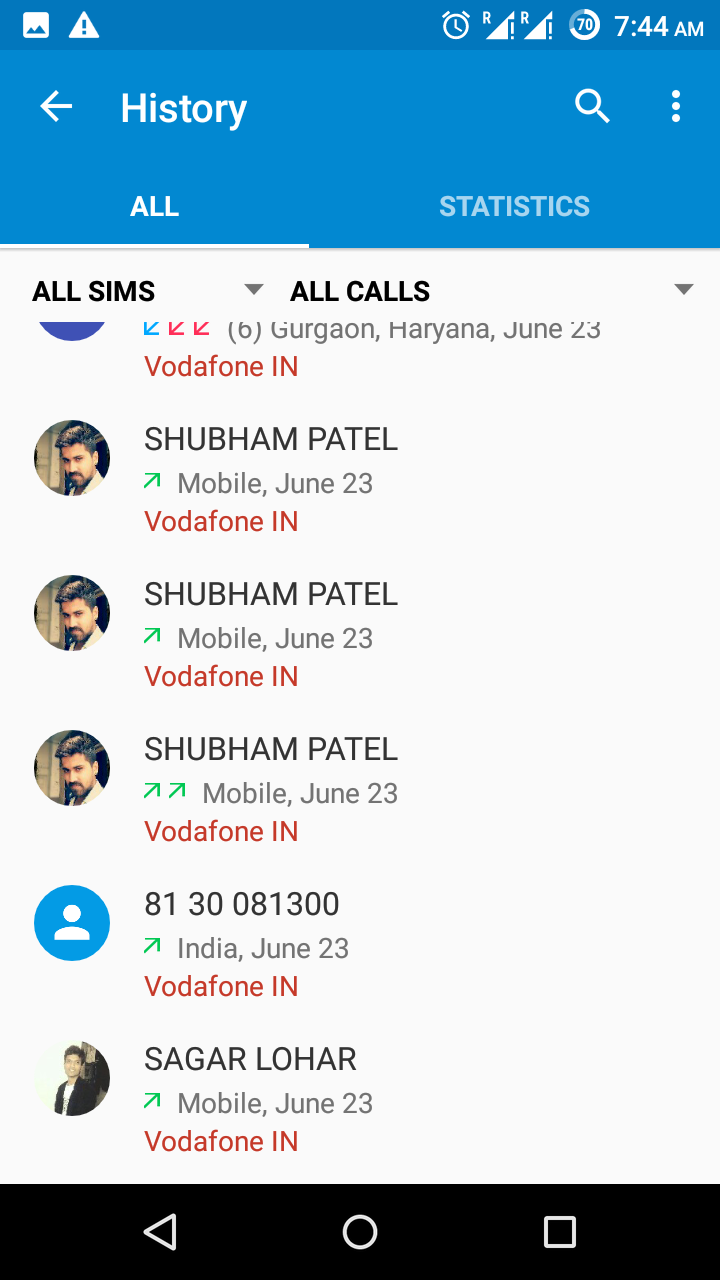 R R 70 7:44 AM
History
ALL STATISTICS
ALL SIMS ALL CALLS
(6) Gurgaon, Haryana, June 23
Vodafone IN
SHUBHAM PATEL
Mobile, June 23
Vodafone IN
SHUBHAM PATEL
Mobile, June 23
Vodafone IN
SHUBHAM PATEL
Mobile, June 23
Vodafone IN
81 30 081300
India, June 23
Vodafone IN
SAGAR LOHAR
Mobile, June 23
Vodafone IN